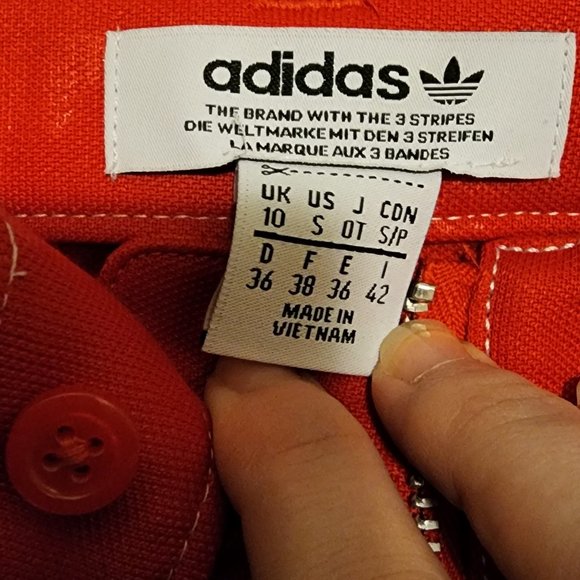 adidas
THE BRAND WITH THE 3 STRIPES
DIE WELTMARKE MIT DEN 3 STREIFEN
LA MARQUE AUX 3 BANDES
UK US J CDN
10 S OT S/P
D F E I
36 38 36 42
MADE IN
VIETNAM